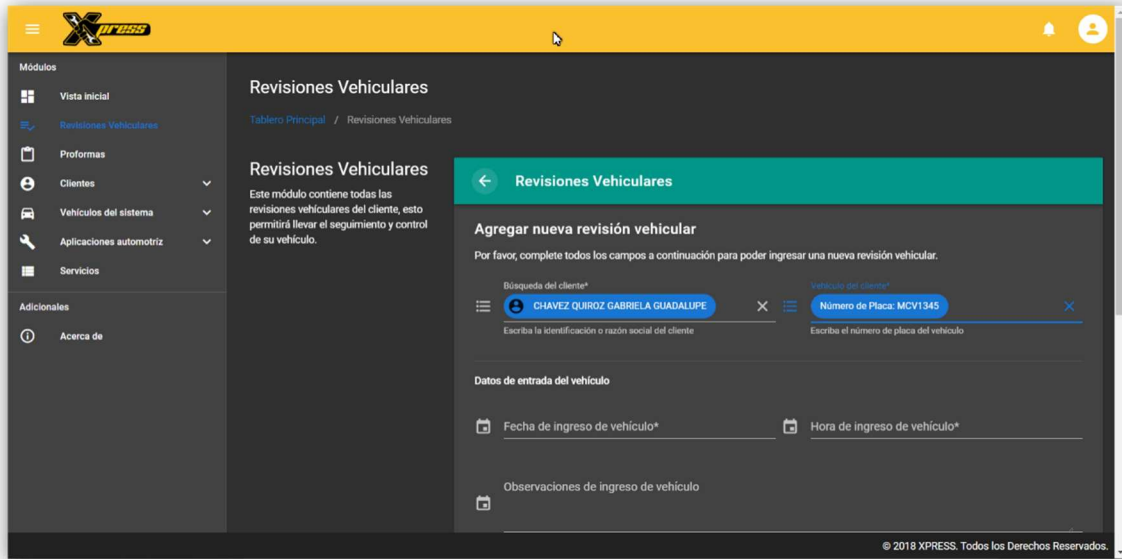 Xpress
Módulos
Vista inicial
Revisiones Vehiculares
Proformas
Clientes
Vehículos del sistema
Aplicaciones automotriz
Servicios
Adicionales
Acerca de
Revisiones Vehiculares
Tablero Principal / Revisiones Vehiculares
Revisiones Vehiculares
Este módulo contiene todas las
revisiones vehículares del cliente, esto
permitirá llevar el seguimiento y control
de su vehículo.
Revisiones Vehiculares
Agregar nueva revisión vehicular
Por favor, complete todos los campos a continuación para poder ingresar una nueva revisión vehicular.
Búsqueda del cliente*
CHAVEZ QUIROZ GABRIELA GUADALUPE
Escriba la identificación o razón social del cliente
Vehículo del cliente*
Número de Placa: MCV1345
Escriba el número de placa del vehículo
Datos de entrada del vehículo
Fecha de ingreso de vehículo*
Hora de ingreso de vehículo*
Observaciones de ingreso de vehículo
© 2018 XPRESS. Todos los Derechos Reservados.